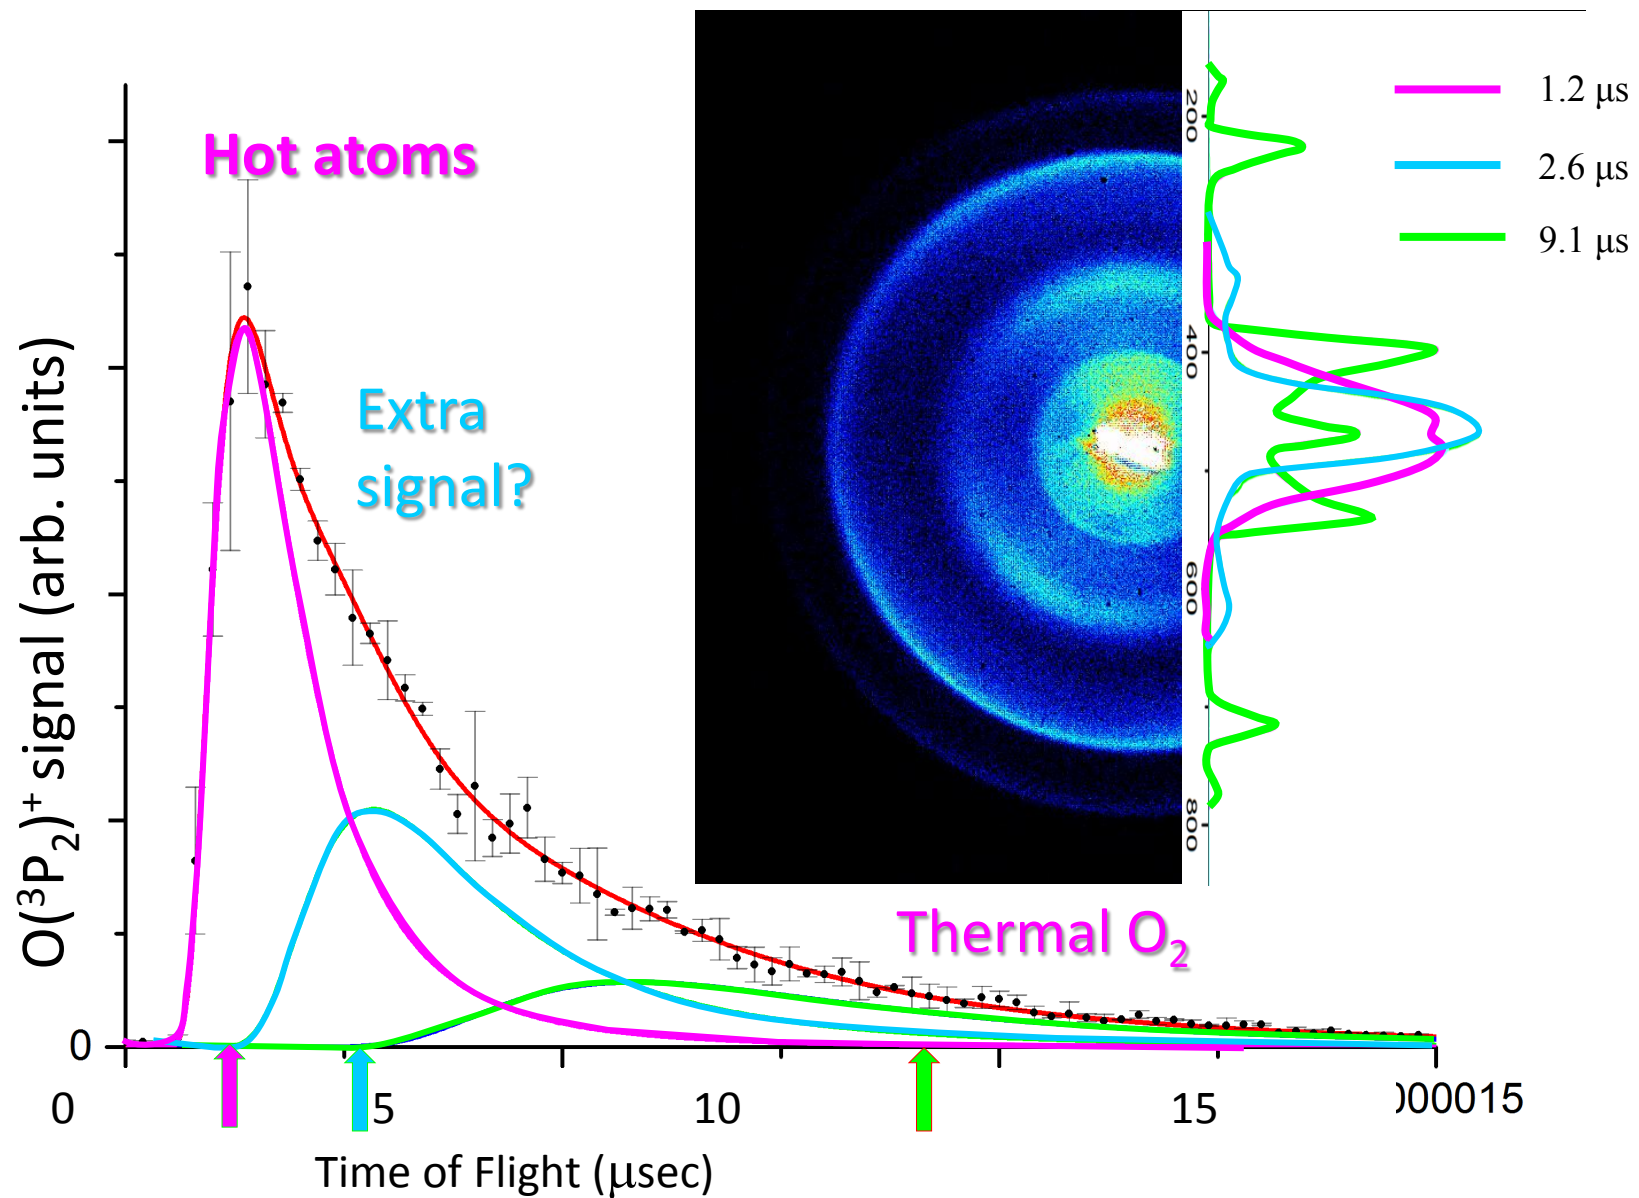 Hot atoms
Extra
signal?
Thermal O₂
O(³P₂)⁺ signal (arb. units)
0
0
5
10
15
000015
Time of Flight (μsec)
200
400
600
800
1.2 μs
2.6 μs
9.1 μs